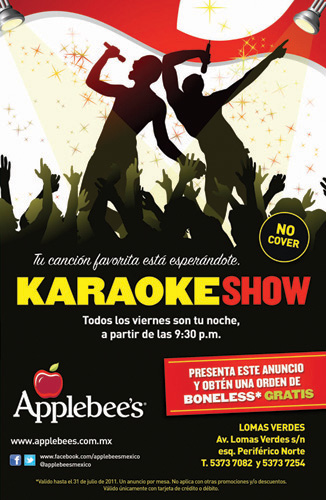 NO
COVER
Tu canción favorita está esperándote.
KARAOKESHOW
Todos los viernes son tu noche,
a partir de las 9:30 p.m.
PRESENTA ESTE ANUNCIO
Y OBTÉN UNA ORDEN DE
BONELESS* GRATIS
Applebee's®
www.applebees.com.mx
f www.facebook.com/applebeesmexico
@applebeesmexico
LOMAS VERDES
Av. Lomas Verdes s/n
esq. Periférico Norte
T. 5373 7082 y 5373 7254
*Valido hasta el 31 de julio de 2011. Un anuncio por mesa. No aplica con otras promociones y/o descuentos.
Válido únicamente con tarjeta de crédito o débito.